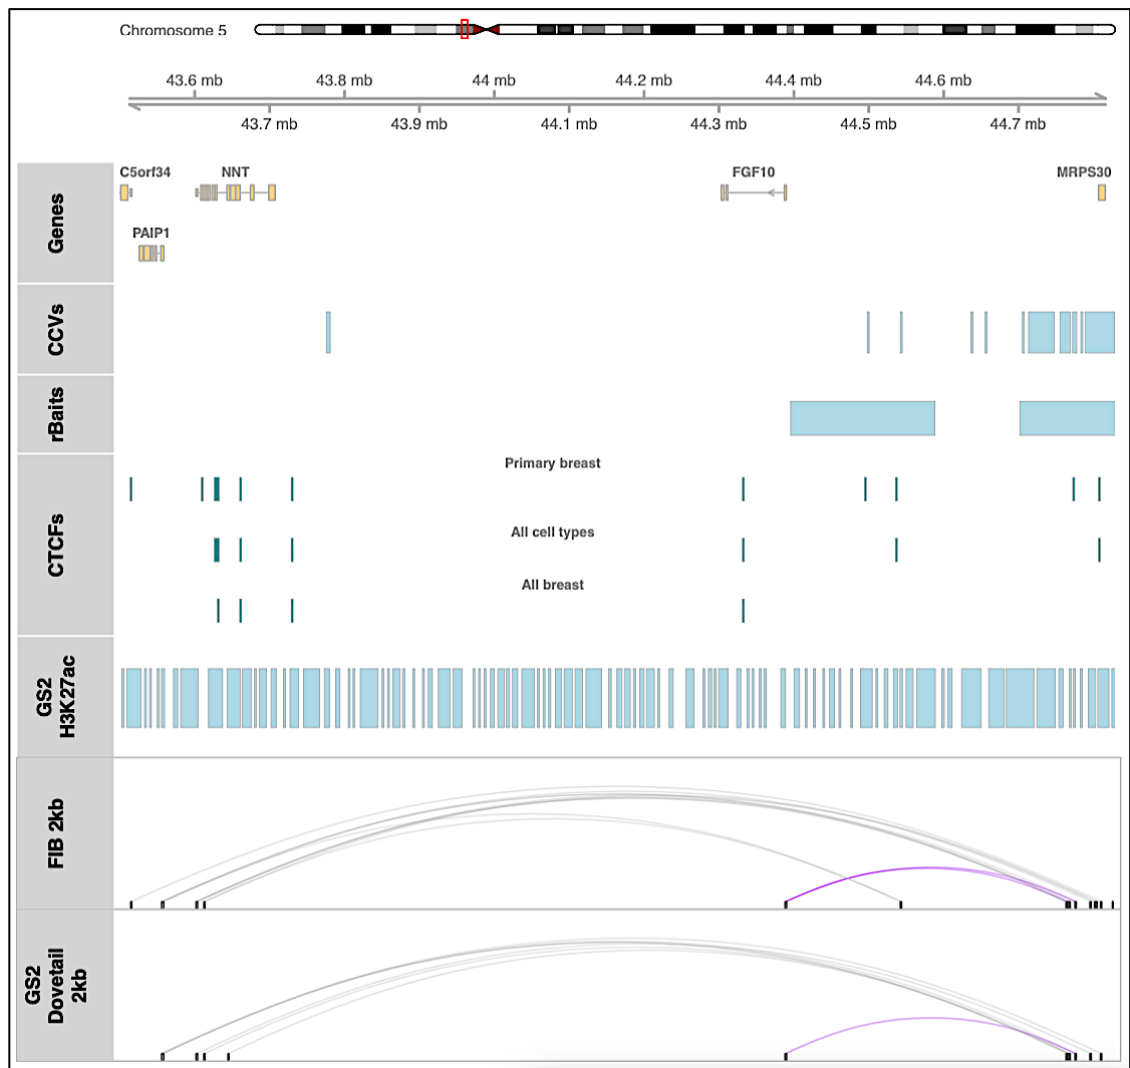 Chromosome 5
43.6 mb 43.8 mb 44 mb 44.2 mb 44.4 mb 44.6 mb
43.7 mb 43.9 mb 44.1 mb 44.3 mb 44.5 mb 44.7 mb
Genes
C5orf34 NNT FGF10 MRPS30
PAIP1
CCVs
rBaits
CTCFs
Primary breast
All cell types
All breast
GS2
H3K27ac
FIB 2kb
GS2
Dovetail
2kb